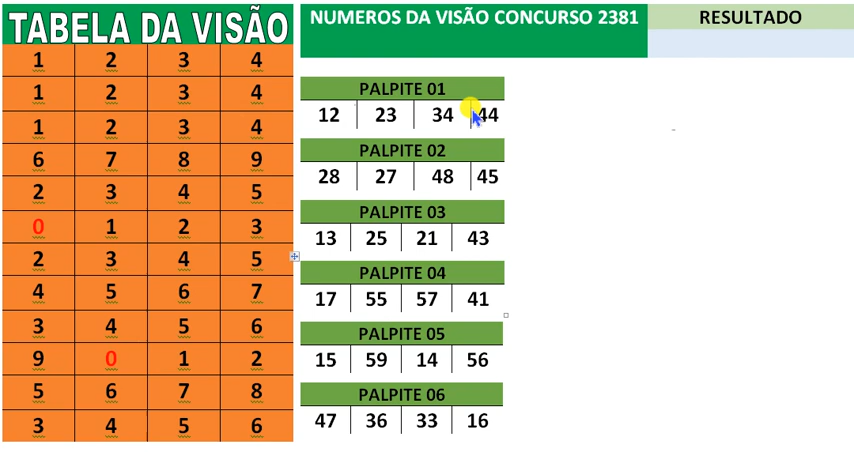 TABELA DA VISÃO
1 2 3 4
1 2 3 4
1 2 3 4
6 7 8 9
2 3 4 5
0 1 2 3
2 3 4 5
4 5 6 7
3 4 5 6
9 0 1 2
5 6 7 8
3 4 5 6
NUMEROS DA VISÃO CONCURSO 2381
RESULTADO
PALPITE 01
12 23 34 44
PALPITE 02
28 27 48 45
PALPITE 03
13 25 21 43
PALPITE 04
17 55 57 41
PALPITE 05
15 59 14 56
PALPITE 06
47 36 33 16